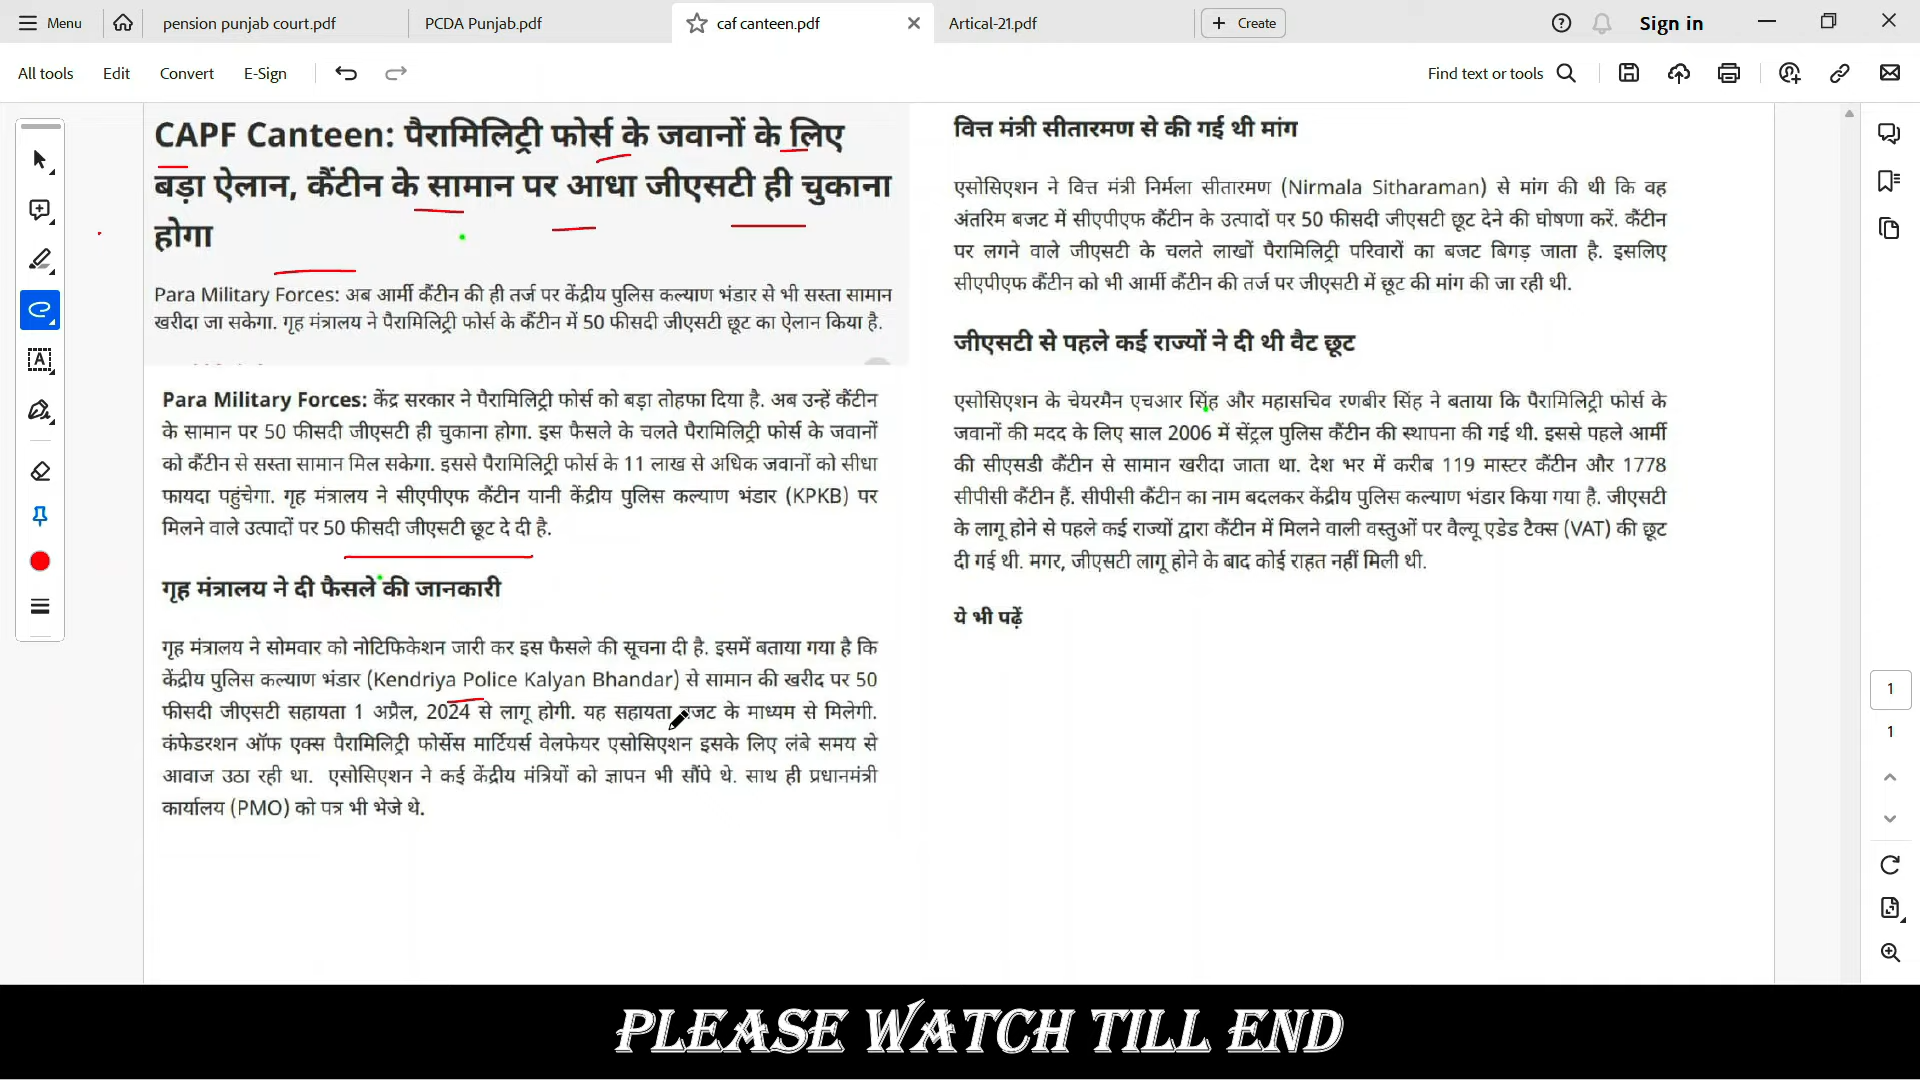 Menu
pension punjab court.pdf
PCDA Punjab.pdf
caf canteen.pdf
Artical-21.pdf
Create
Sign in
All tools
Edit
Convert
E-Sign
Find text or tools
CAPF Canteen: पैरामिलिट्री फोर्स के जवानों के लिए
बड़ा ऐलान, कैंटीन के सामान पर आधा जीएसटी ही चुकाना
होगा
Para Military Forces: अब आर्मी कैंटीन की ही तर्ज पर केंद्रीय पुलिस कल्याण भंडार से भी सस्ता सामान
खरीदा जा सकेगा. गृह मंत्रालय ने पैरामिलिट्री फोर्स के कैंटीन में 50 फीसदी जीएसटी छूट का ऐलान किया है.
Para Military Forces: केंद्र सरकार ने पैरामिलिट्री फोर्स को बड़ा तोहफा दिया है. अब उन्हें कैंटीन
के सामान पर 50 फीसदी जीएसटी ही चुकाना होगा. इस फैसले के चलते पैरामिलिट्री फोर्स के जवानों
को कैंटीन से सस्ता सामान मिल सकेगा. इससे पैरामिलिट्री फोर्स के 11 लाख से अधिक जवानों को सीधा
फायदा पहुंचेगा. गृह मंत्रालय ने सीएपीएफ कैंटीन यानी केंद्रीय पुलिस कल्याण भंडार (KPKB) पर
मिलने वाले उत्पादों पर 50 फीसदी जीएसटी छूट दे दी है.
गृह मंत्रालय ने दी फैसले की जानकारी
गृह मंत्रालय ने सोमवार को नोटिफिकेशन जारी कर इस फैसले की सूचना दी है. इसमें बताया गया है कि
केंद्रीय पुलिस कल्याण भंडार (Kendriya Police Kalyan Bhandar) से सामान की खरीद पर 50
फीसदी जीएसटी सहायता 1 अप्रैल, 2024 से लागू होगी. यह सहायता बजट के माध्यम से मिलेगी.
कंफेडरशन ऑफ एक्स पैरामिलिट्री फोर्सेस मार्टियर्स वेलफेयर एसोसिएशन इसके लिए लंबे समय से
आवाज उठा रही था. एसोसिएशन ने कई केंद्रीय मंत्रियों को ज्ञापन भी सौंपे थे. साथ ही प्रधानमंत्री
कार्यालय (PMO) को पत्र भी भेजे थे.
वित्त मंत्री सीतारमण से की गई थी मांग
एसोसिएशन ने वित्त मंत्री निर्मला सीतारमण (Nirmala Sitharaman) से मांग की थी कि वह
अंतरिम बजट में सीएपीएफ कैंटीन के उत्पादों पर 50 फीसदी जीएसटी छूट देने की घोषणा करें. कैंटीन
पर लगने वाले जीएसटी के चलते लाखों पैरामिलिट्री परिवारों का बजट बिगड़ जाता है. इसलिए
सीएपीएफ कैंटीन को भी आर्मी कैंटीन की तर्ज पर जीएसटी में छूट की मांग की जा रही थी.
जीएसटी से पहले कई राज्यों ने दी थी वैट छूट
एसोसिएशन के चेयरमैन एचआर सिंह और महासचिव रणबीर सिंह ने बताया कि पैरामिलिट्री फोर्स के
जवानों की मदद के लिए साल 2006 में सेंट्रल पुलिस कैंटीन की स्थापना की गई थी. इससे पहले आर्मी
की सीएसडी कैंटीन से सामान खरीदा जाता था. देश भर में करीब 119 मास्टर कैंटीन और 1778
सीपीसी कैंटीन हैं. सीपीसी कैंटीन का नाम बदलकर केंद्रीय पुलिस कल्याण भंडार किया गया है. जीएसटी
के लागू होने से पहले कई राज्यों द्वारा कैंटीन में मिलने वाली वस्तुओं पर वैल्यू एडेड टैक्स (VAT) की छूट
दी गई थी. मगर, जीएसटी लागू होने के बाद कोई राहत नहीं मिली थी.
ये भी पढ़ें
1
1
PLEASE WATCH TILL END